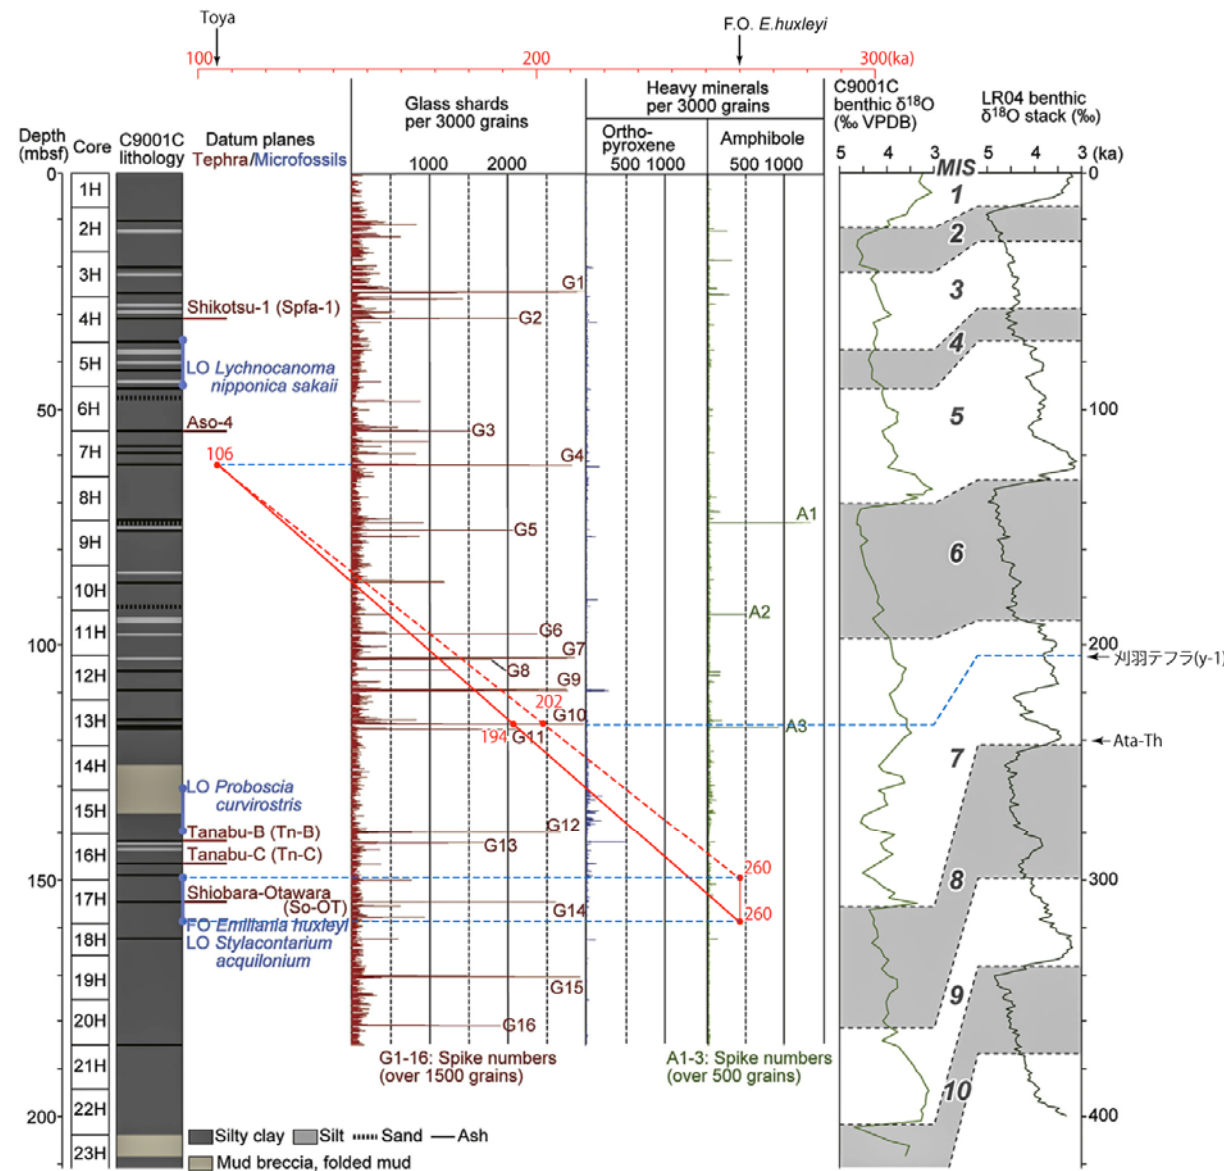 Toya
F.O. E.huxleyi
100
200
300(ka)
Depth
(mbsf)
Core
C9001C
lithology
Datum planes
Tephra/Microfossils
Glass shards
per 3000 grains
1000 2000
Heavy minerals
per 3000 grains
Ortho-
pyroxene
500 1000
Amphibole
500 1000
C9001C
benthic δ18O
(‰ VPDB)
5 4 3
MIS
LR04 benthic
δ18O stack (‰)
5 4 3 (ka)
0
50
100
150
200
1H
2H
3H
4H
5H
6H
7H
8H
9H
10H
11H
12H
13H
14H
15H
16H
17H
18H
19H
20H
21H
22H
23H
Shikotsu-1 (Spfa-1)
LO Lychnocanoma
nipponica sakaii
Aso-4
106
LO Proboscia
curvirostris
Tanabu-B (Tn-B)
Tanabu-C (Tn-C)
Shiobara-Otawara
(So-OT)
FO Emiliania huxleyi
LO Stylacontarium
acquilonium
G1
G2
G3
G4
G5
G6
G7
G8
G9
202
G10
194
G11
G12
G13
G14
G15
G16
260
260
A1
A2
A3
1
2
3
4
5
6
7
8
9
10
0
100
200
刈羽テフラ(y-1)
Ata-Th
300
400
G1-16: Spike numbers
(over 1500 grains)
A1-3: Spike numbers
(over 500 grains)
Silty clay Silt Sand Ash
Mud breccia, folded mud